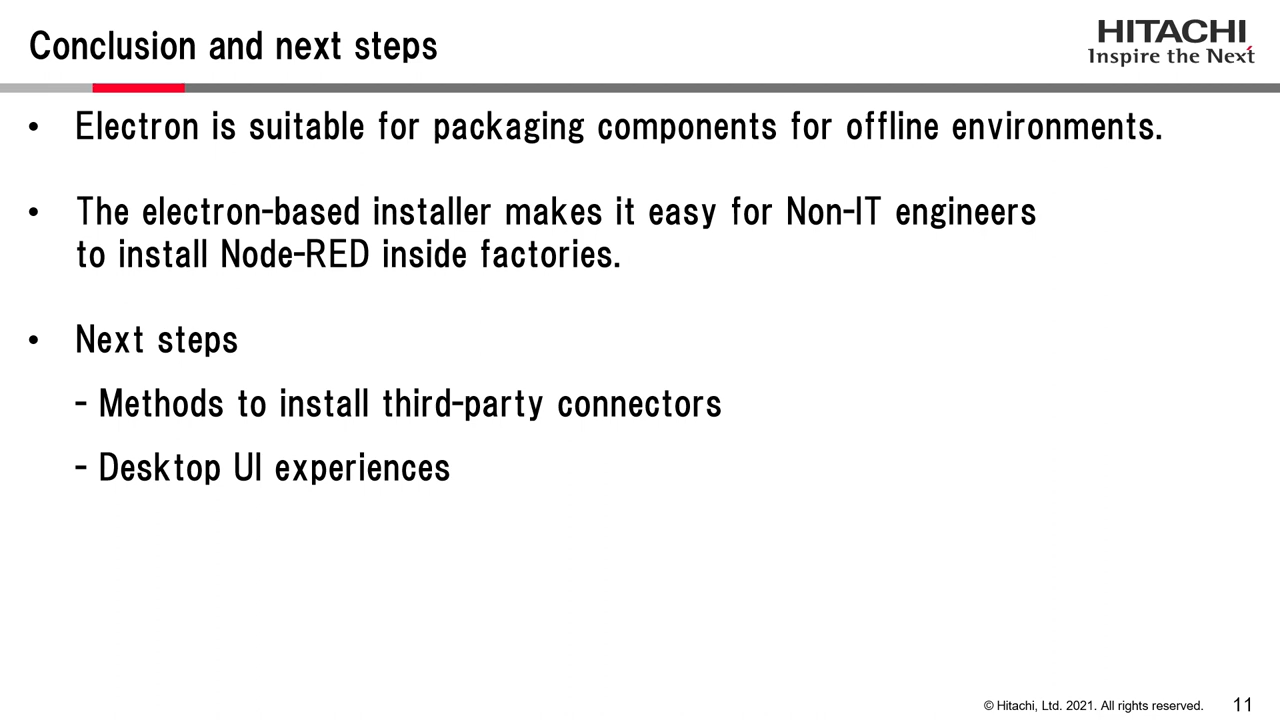 Conclusion and next steps
HITACHI
Inspire the Next
• Electron is suitable for packaging components for offline environments.
• The electron-based installer makes it easy for Non-IT engineers
to install Node-RED inside factories.
• Next steps
- Methods to install third-party connectors
- Desktop UI experiences
© Hitachi, Ltd. 2021. All rights reserved. 11